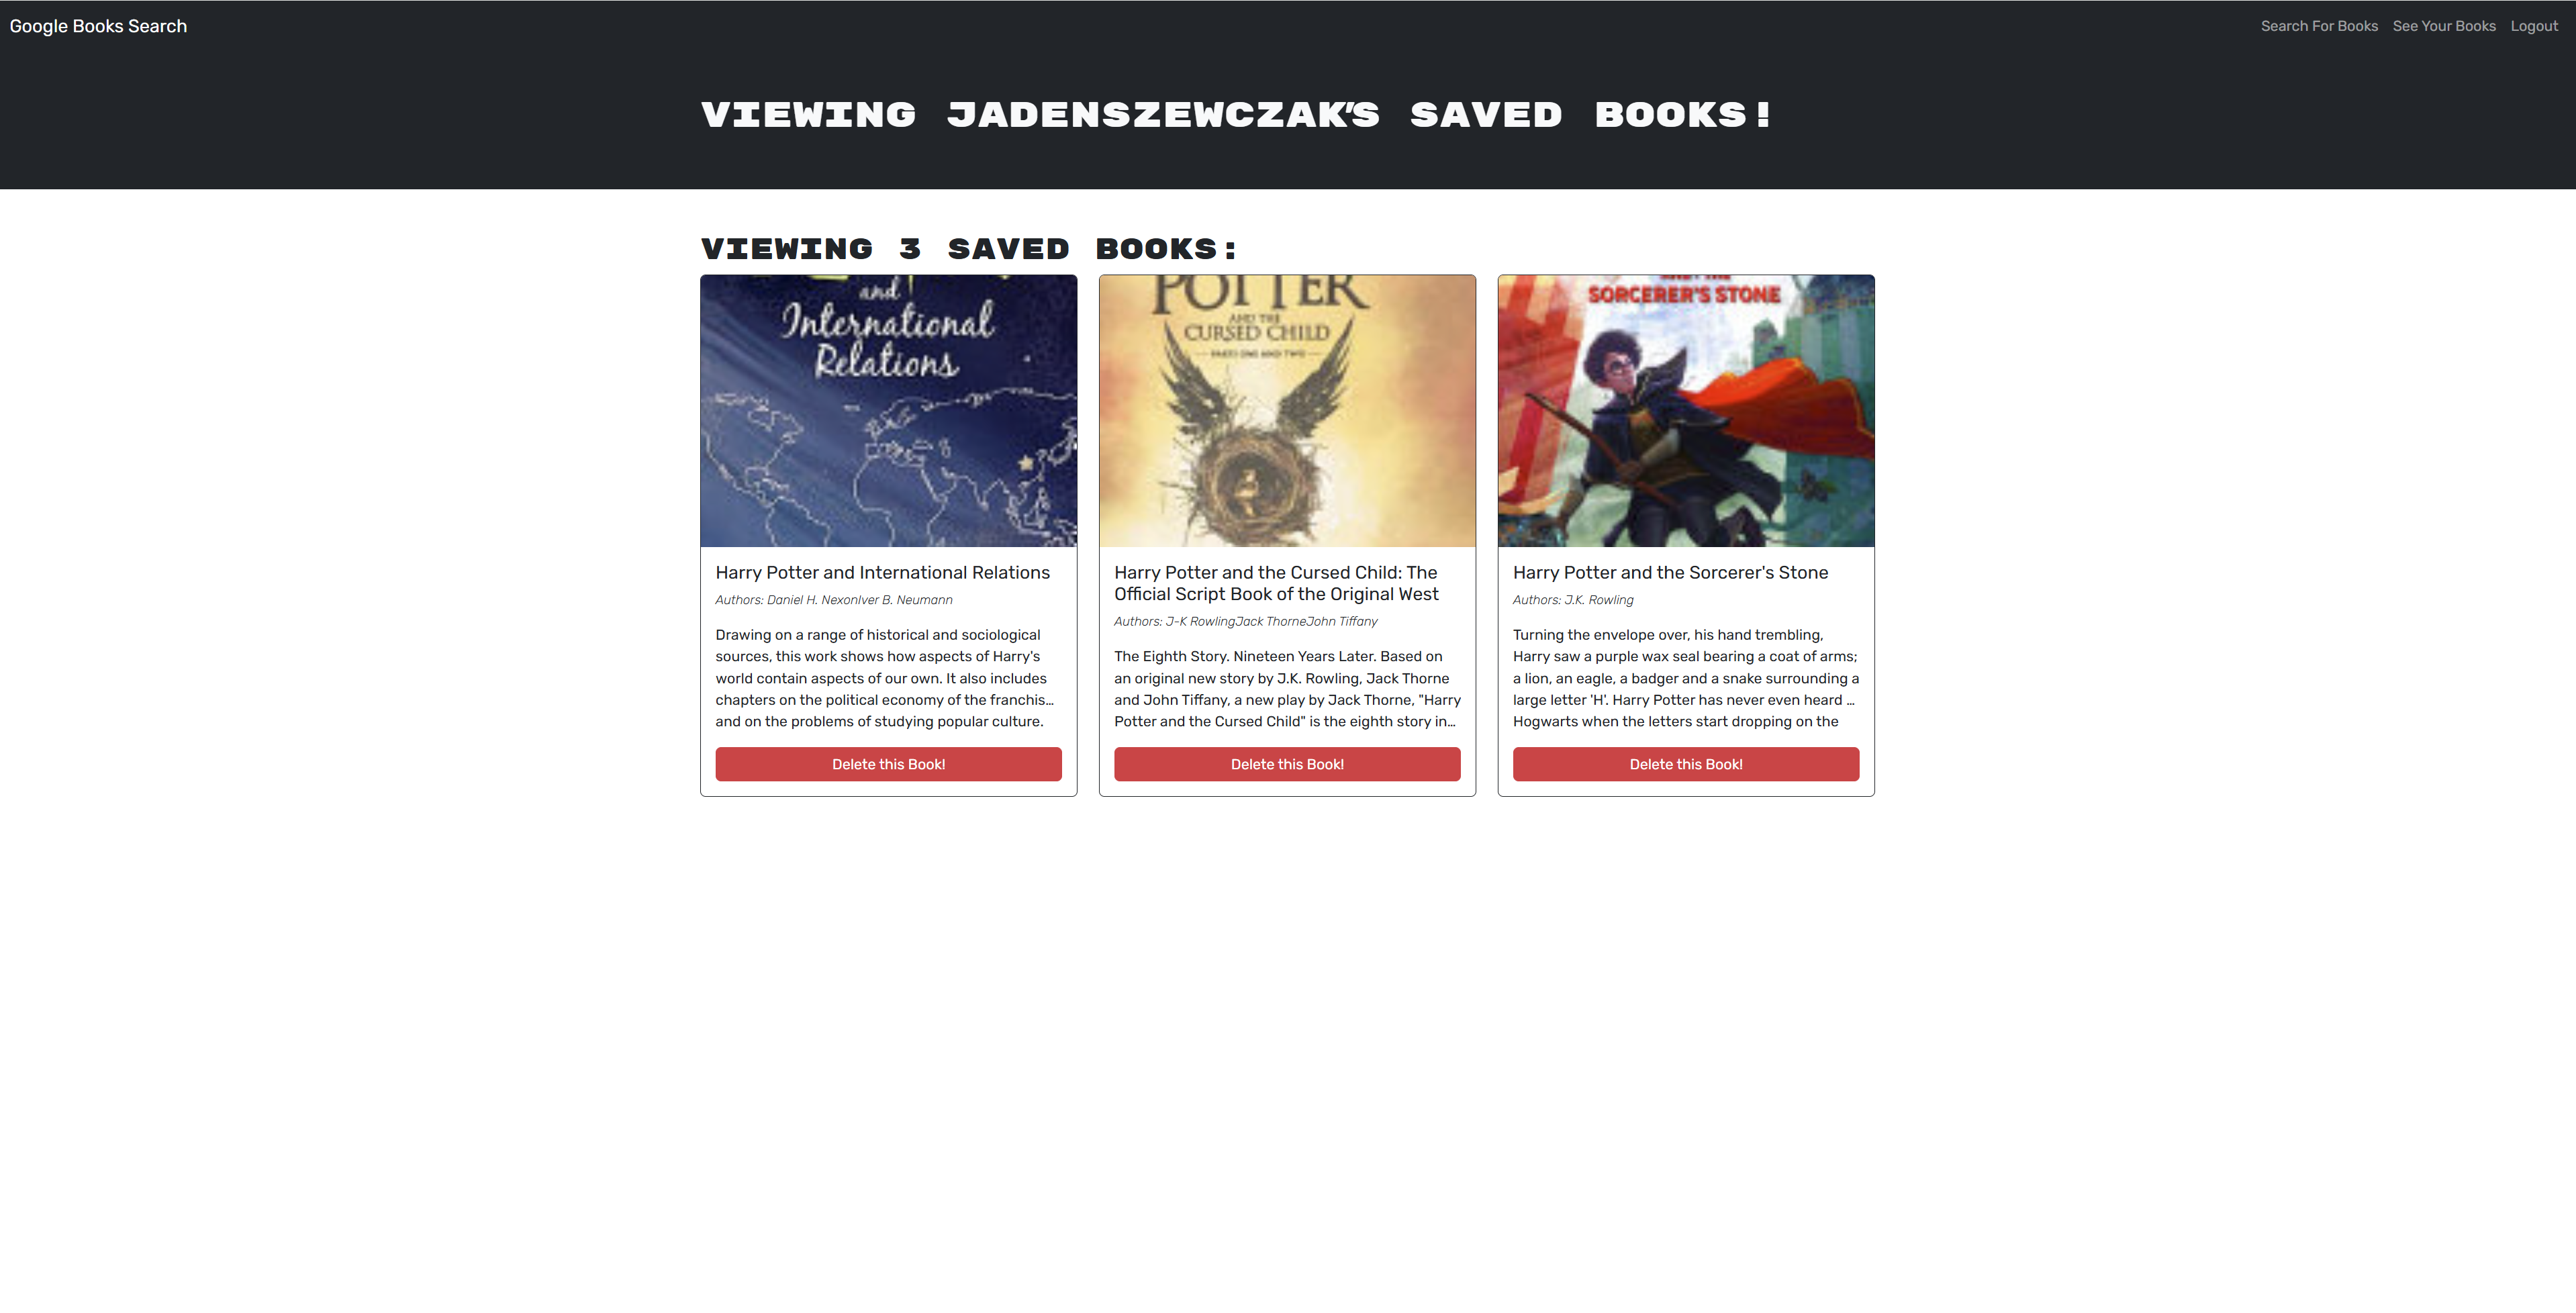 Google Books Search
Search For Books See Your Books Logout
VIEWING JADENSZEWCZAK'S SAVED BOOKS!
VIEWING 3 SAVED BOOKS:
and
International
Relations
POTTER
AND THE
CURSED CHILD
PARTS ONE AND TWO
AND THE
SORCERER'S STONE
Harry Potter and International Relations
Authors: Daniel H. NexonIver B. Neumann
Drawing on a range of historical and sociological
sources, this work shows how aspects of Harry's
world contain aspects of our own. It also includes
chapters on the political economy of the franchis…
and on the problems of studying popular culture.
Delete this Book!
Harry Potter and the Cursed Child: The
Official Script Book of the Original West
Authors: J-K RowlingJack ThorneJohn Tiffany
The Eighth Story. Nineteen Years Later. Based on
an original new story by J.K. Rowling, Jack Thorne
and John Tiffany, a new play by Jack Thorne, "Harry
Potter and the Cursed Child" is the eighth story in…
Delete this Book!
Harry Potter and the Sorcerer's Stone
Authors: J.K. Rowling
Turning the envelope over, his hand trembling,
Harry saw a purple wax seal bearing a coat of arms;
a lion, an eagle, a badger and a snake surrounding a
large letter 'H'. Harry Potter has never even heard …
Hogwarts when the letters start dropping on the
Delete this Book!